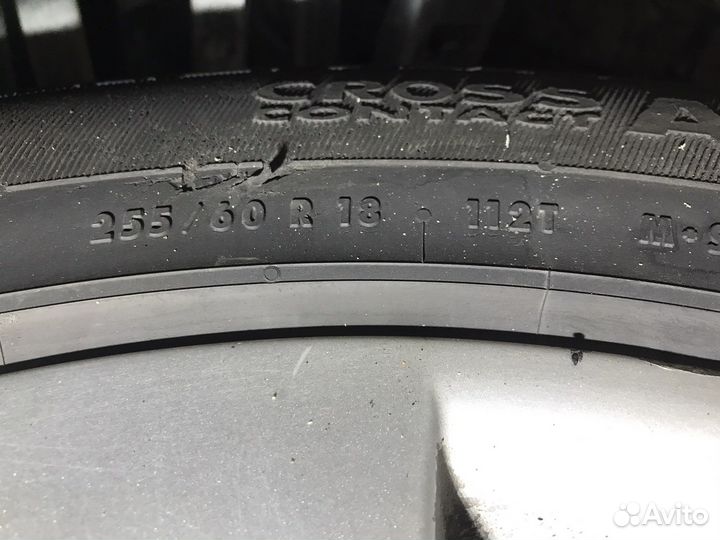 CROSS
CONTACT A
255/60 R 18 112T M+S
Avito